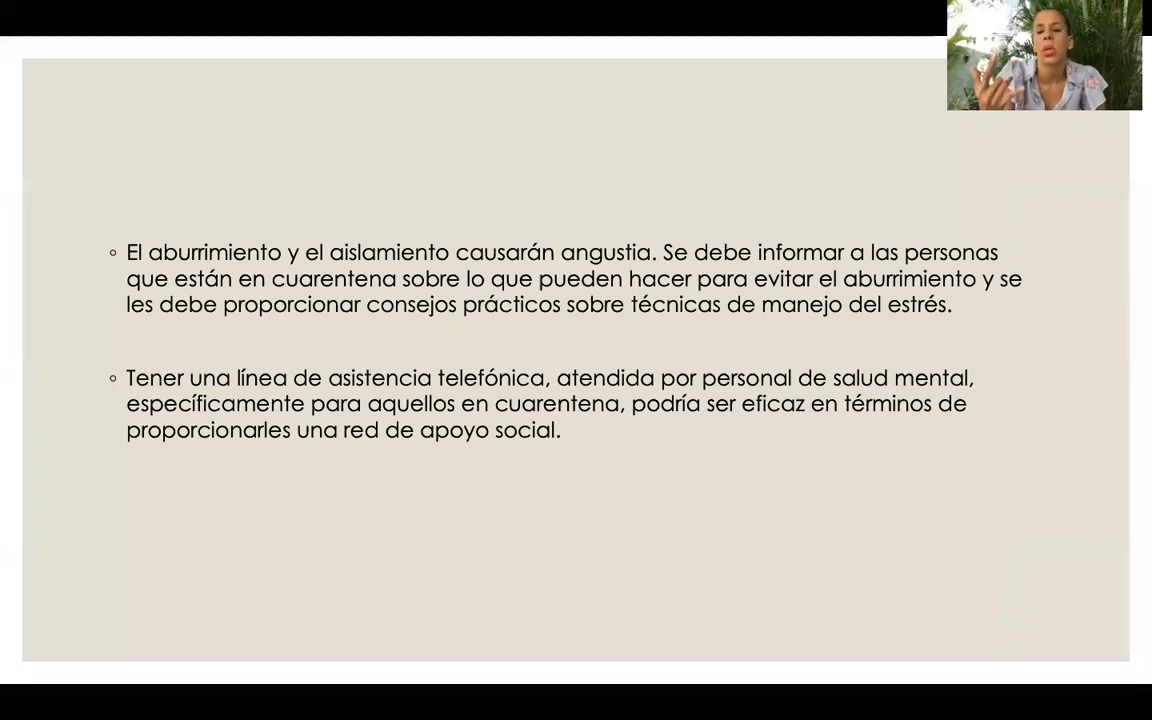 ◦ El aburrimiento y el aislamiento causarán angustia. Se debe informar a las personas
que están en cuarentena sobre lo que pueden hacer para evitar el aburrimiento y se
les debe proporcionar consejos prácticos sobre técnicas de manejo del estrés.
◦ Tener una línea de asistencia telefónica, atendida por personal de salud mental,
específicamente para aquellos en cuarentena, podría ser eficaz en términos de
proporcionarles una red de apoyo social.